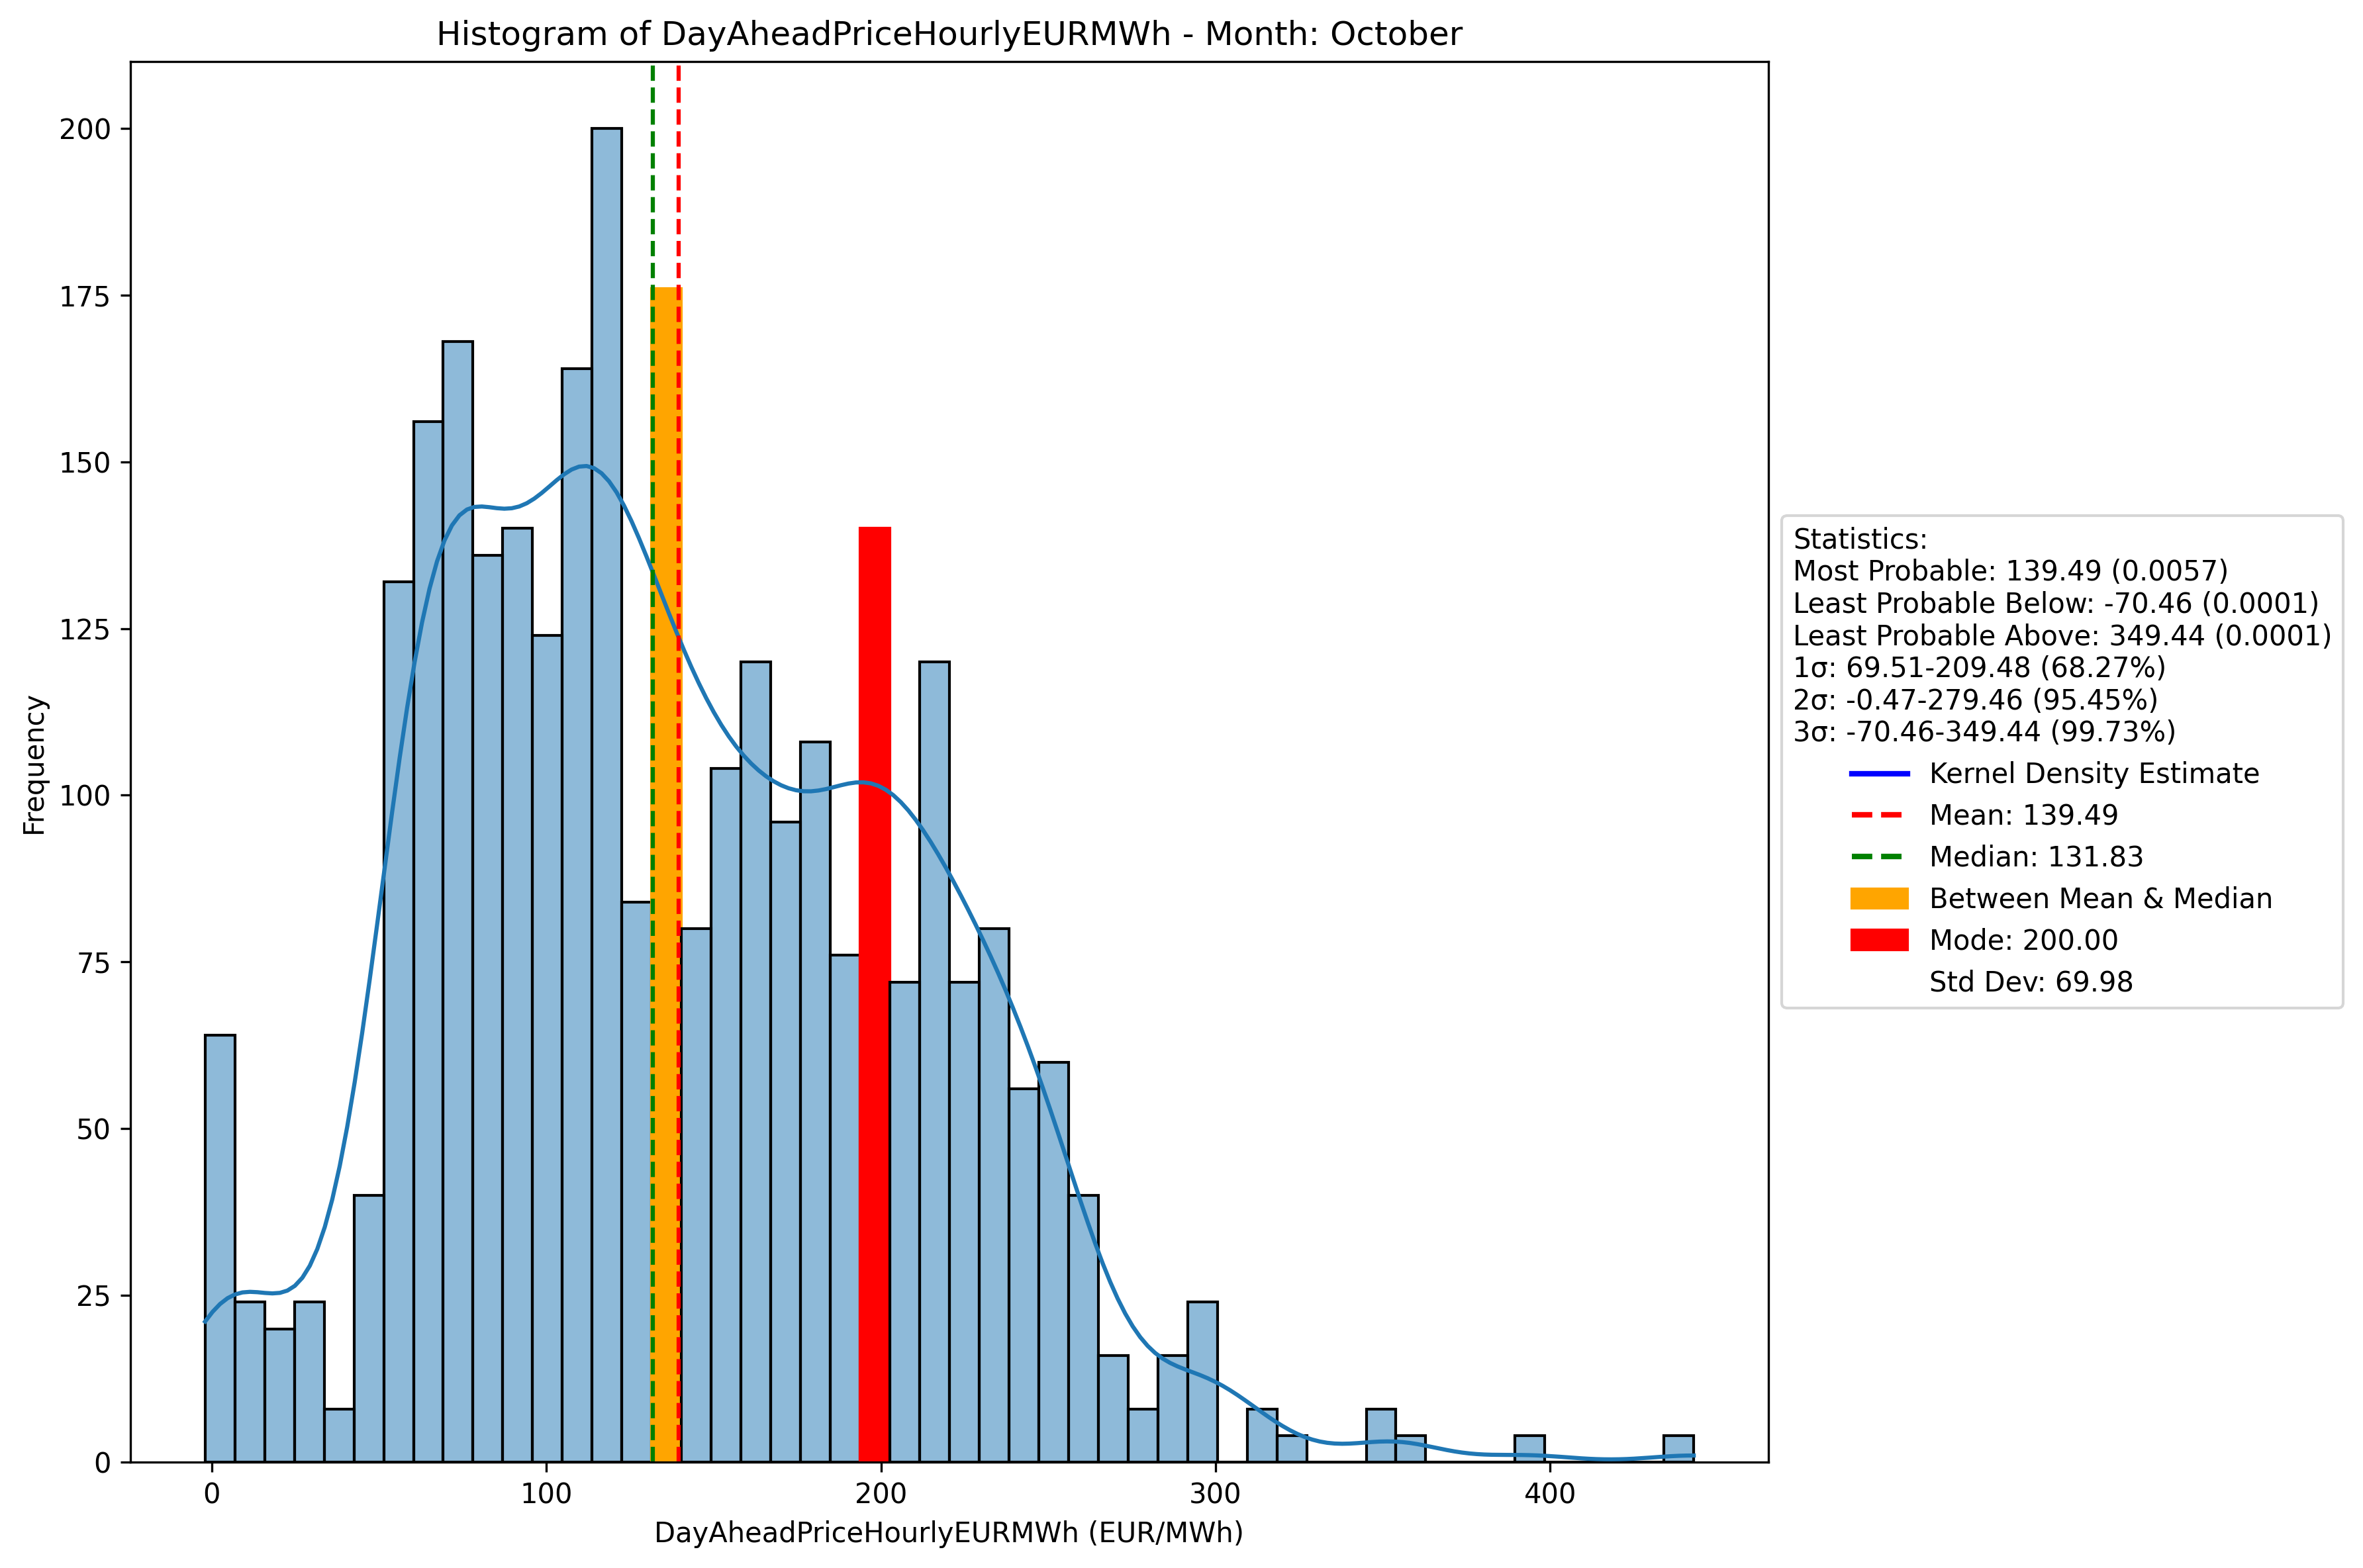 Histogram of DayAheadPriceHourlyEURMWh - Month: October
200
175
150
125
100
75
50
25
0
Frequency
0 100 200 300 400
DayAheadPriceHourlyEURMWh (EUR/MWh)
Statistics:
Most Probable: 139.49 (0.0057)
Least Probable Below: -70.46 (0.0001)
Least Probable Above: 349.44 (0.0001)
1σ: 69.51-209.48 (68.27%)
2σ: -0.47-279.46 (95.45%)
3σ: -70.46-349.44 (99.73%)
Kernel Density Estimate
Mean: 139.49
Median: 131.83
Between Mean & Median
Mode: 200.00
Std Dev: 69.98